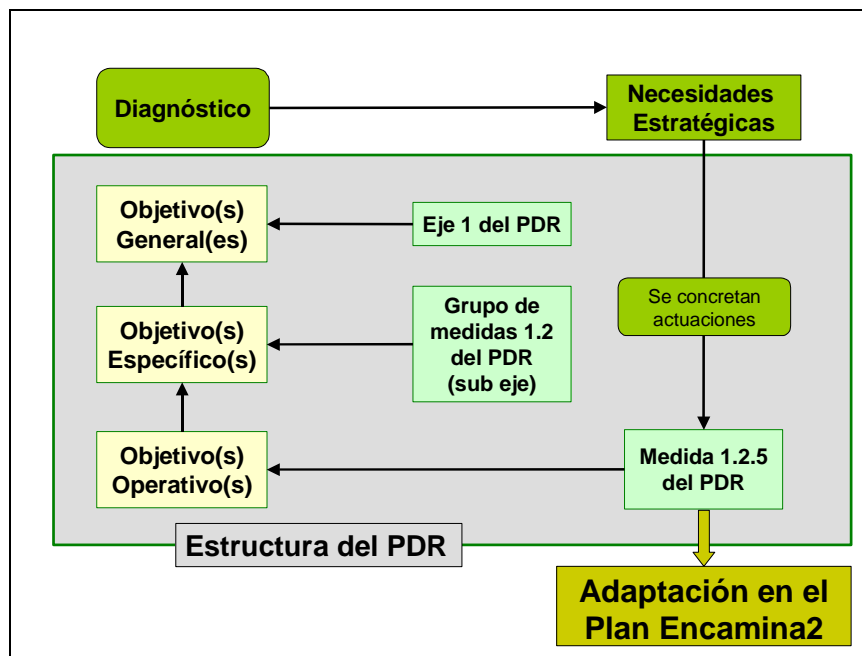 Diagnóstico
Necesidades
Estratégicas
Objetivo(s)
General(es)
Eje 1 del PDR
Se concretan
actuaciones
Objetivo(s)
Específico(s)
Grupo de
medidas 1.2
del PDR
(sub eje)
Objetivo(s)
Operativo(s)
Medida 1.2.5
del PDR
Estructura del PDR
Adaptación en el
Plan Encamina2